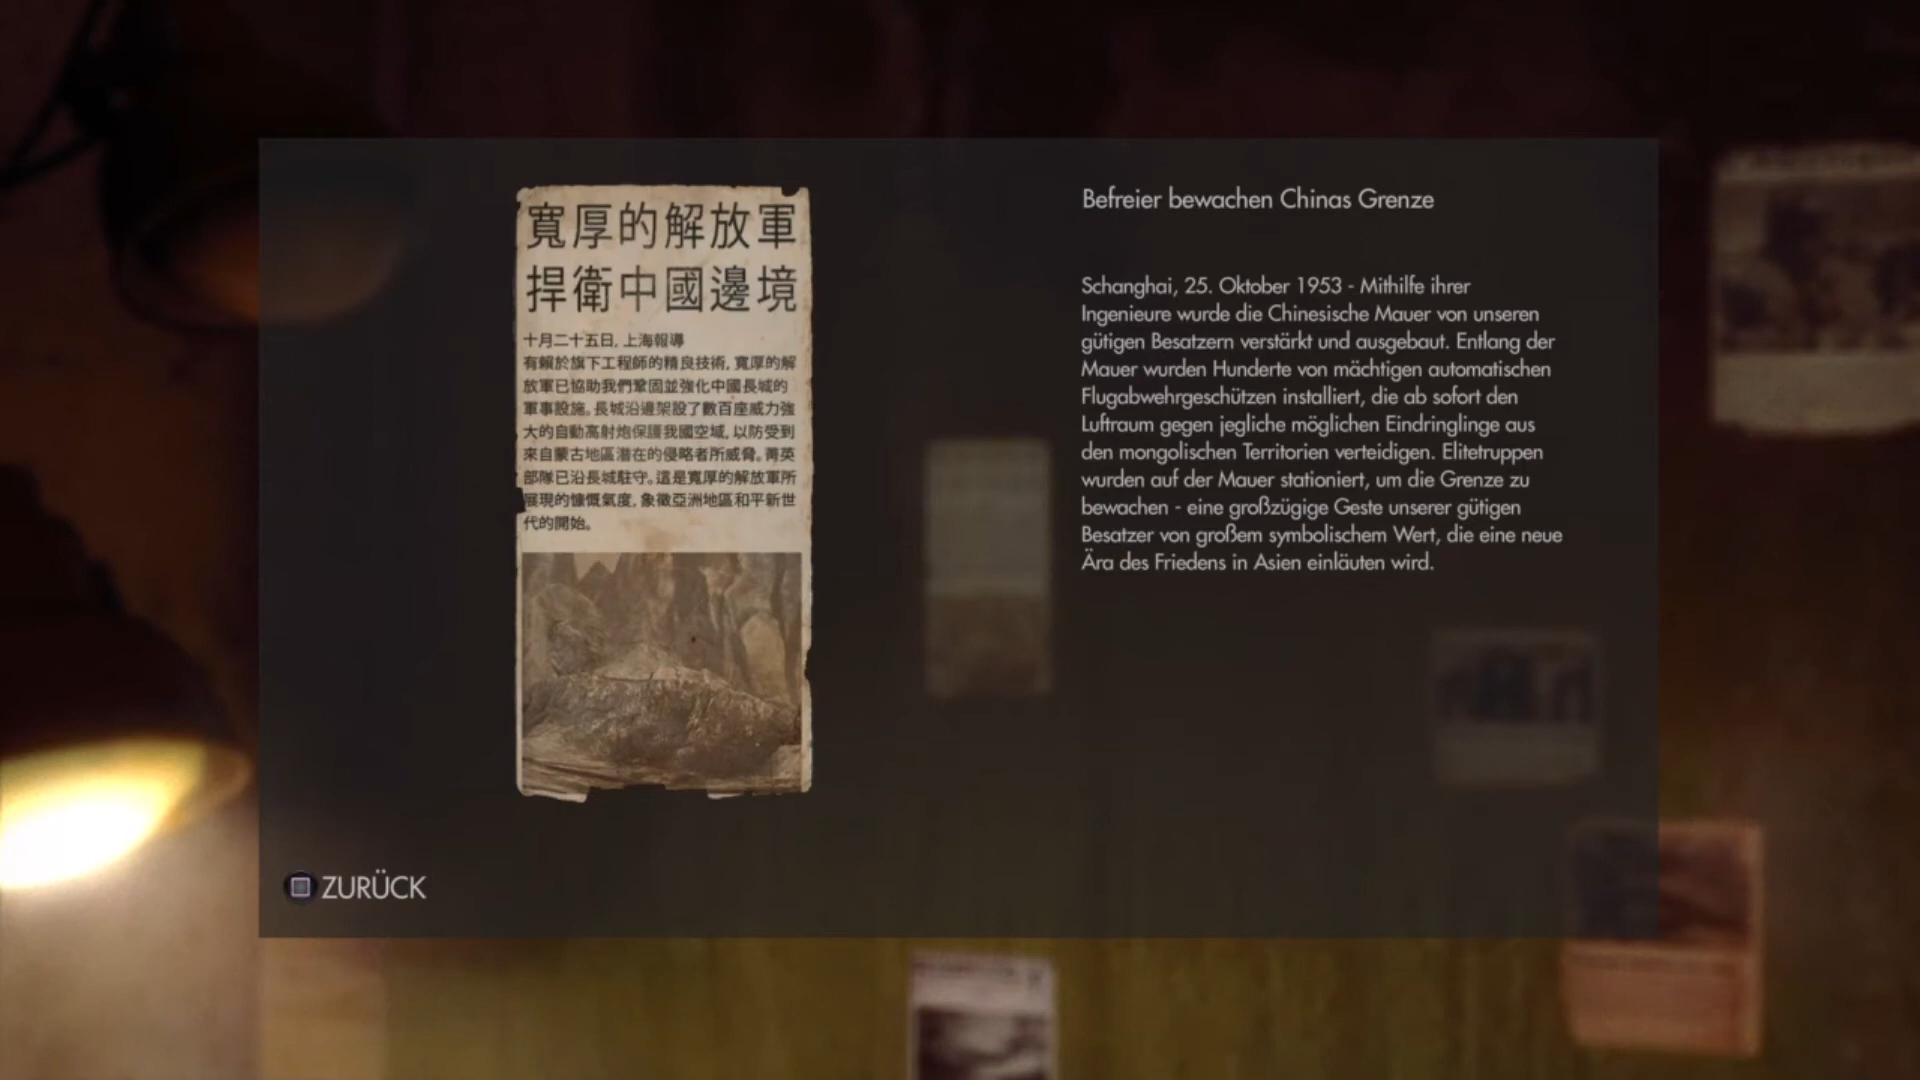 寬厚的解放軍
捍衛中國邊境
十月二十五日, 上海報導
有賴於旗下工程師的精良技術, 寬厚的解
放軍已協助我們鞏固並強化中國長城的
軍事設施。長城沿邊架設了數百座威力強
大的自動高射炮保護我國空域, 以防受到
來自蒙古地區潛在的侵略者所威脅。菁英
部隊已沿長城駐守。這是寬厚的解放軍所
展現的慷慨氣度, 象徵亞洲地區和平新世
代的開始。
Befreier bewachen Chinas Grenze
Schanghai, 25. Oktober 1953 - Mithilfe ihrer
Ingenieure wurde die Chinesische Mauer von unseren
gütigen Besatzern verstärkt und ausgebaut. Entlang der
Mauer wurden Hunderte von mächtigen automatischen
Flugabwehrgeschützen installiert, die ab sofort den
Luftraum gegen jegliche möglichen Eindringlinge aus
den mongolischen Territorien verteidigen. Elitetruppen
wurden auf der Mauer stationiert, um die Grenze zu
bewachen - eine großzügige Geste unserer gütigen
Besatzer von großem symbolischem Wert, die eine neue
Ära des Friedens in Asien einläuten wird.
ZURÜCK